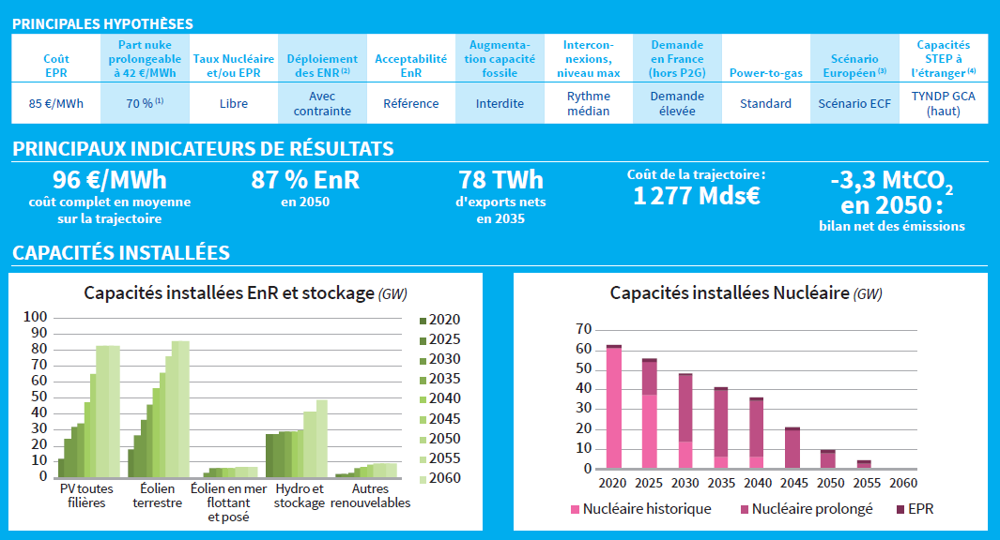 PRINCIPALES HYPOTHÈSES
Coût
EPR
Part nuke
prolongeable
à 42 €/MWh
Taux Nucléaire
et/ou EPR
Déploiement
des ENR (2)
Acceptabilité
EnR
Augmenta-
tion capacité
fossile
Intercon-
nexions,
niveau max
Demande
en France
(hors P2G)
Power-to-gas
Scénario
Européen (3)
Capacités
STEP à
l'étranger (4)
85 €/MWh
70 % (1)
Libre
Avec
contrainte
Référence
Interdite
Rythme
médian
Demande
élevée
Standard
Scénario ECF
TYNDP GCA
(haut)
PRINCIPAUX INDICATEURS DE RÉSULTATS
96 €/MWh
coût complet en moyenne
sur la trajectoire
87 % EnR
en 2050
78 TWh
d'exports nets
en 2035
Coût de la trajectoire :
1 277 Mds€
-3,3 MtCO2
en 2050 :
bilan net des émissions
CAPACITÉS INSTALLÉES
Capacités installées EnR et stockage (GW)
100
90
80
70
60
50
40
30
20
10
0
PV toutes
filières
Éolien
terrestre
Éolien en mer
flottant
et posé
Hydro et
stockage
Autres
renouvelables
2020
2025
2030
2035
2040
2045
2050
2055
2060
Capacités installées Nucléaire (GW)
70
60
50
40
30
20
10
0
2020 2025 2030 2035 2040 2045 2050 2055 2060
Nucléaire historique Nucléaire prolongé EPR